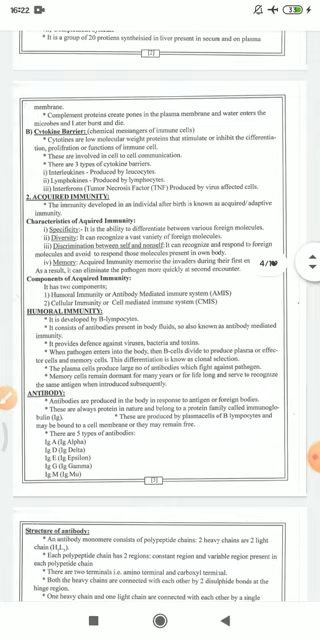 16:22
33
v) Complement System:
* It is a group of 20 protiens syntheisied in liver present in secum and on plasma
[2]
membrane.
* Complement proteins create pones in the plasma membrane and water enters the
microbes and Later burst and die.
B) Cytokine Barrier: (chemical messangers of immune cells)
* Cytotines are low molecular weight proteins that stimulate or inhibit the differentia-
tion, prolifration or functions of immune cell.
* These are involved in cell to cell communication.
* There are 3 types of cytokine barriers.
i) Interleukines - Produced by leucocytes.
ii) Lymphokines - Produced by lymphocytes.
iii) Interferons (Tumor Necrosis Factor (TNF) Produced by virus affected cells.
2. ACQUIRED IMMUNITY:
* The immunity developed in an individal after birth is known as acquired/ adaptive
immunity.
Characteristics of Aquired Immunity:
i) Specificity:- It is the ability to differentiate between various foreign molecules.
ii) Diversity: It can recognize a vast variety of foreign molecules.
iii) Discrimination between self and nonself: It can recognize and respond to foreign
molecules and avoid to respond those molecules present in own body.
iv) Memory: Acquired Immunity memorise the invaders during their first en
As a result, it can eliminate the pathogen more quickly at second encounter.
4/19
Components of Acquired Immunity:
It has two components;
1) Humoral Immunity or Antibody Mediated immune system (AMIS)
2) Cellular Immunity or Cell mediated immune system (CMIS)
HUMORAL IMMUNITY:
* It is developed by B-lympocytes.
* It consists of antibodies present in body fluids, so also known as antibody mediated
immunity.
* It provides defence against viruses, bacteria and toxins.
* When pathogen enters into the body, then B-cells divide to produce plasma or effec-
tor cells and memory cells. This differentiation is know as clonal selection.
* The plasma cells produce large no of antibodies which fight against pathogen.
* Memory cells remain dormant for many years or for life long and serve to recognize
the same antigen when introduced subsequently.
ANTIBODY:
* Antibodies are produced in the body in response to antigen or foreign bodies.
* These are always protein in nature and belong to a protein family called immunoglo-
bulin (Ig). * These are produced by plasmacells of B lympocytes and
may be bound to a cell member or they may remain free.
* There are 5 types of antibodies:
Ig A (Ig Alpha)
Ig D (Ig Delta)
Ig E (Ig Epsilon)
Ig G (Ig Gamma)
Ig M (Ig Mu)
[3]
Structure of antibody:
* An antibody monomere consists of polypeptide chains: 2 heavy chains are 2 light
chain (H₂L₂).
* Each polypeptide chain has 2 regions: constant region and variable region present in
each polypetide chain
* There are two terminals i.e. amino terminal and carboxyl terminal.
* Both the heavy chains are connected with each other by 2 disulphide bonds at the
hinge region.
* One heavy chain and one light chain are connected with each other by a single